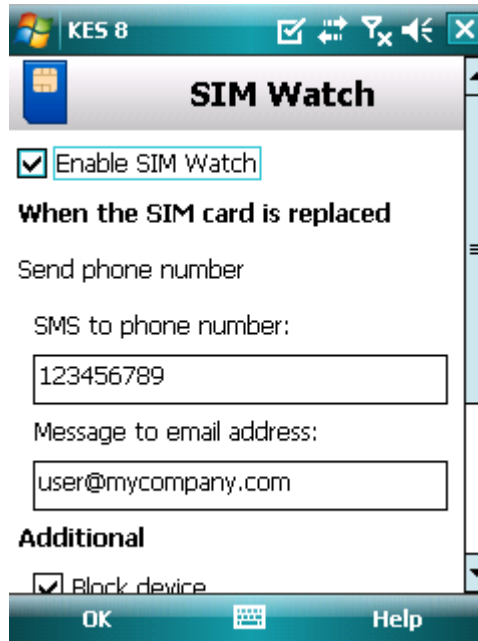 KES 8
SIM Watch
Enable SIM Watch
When the SIM card is replaced
Send phone number
SMS to phone number:
123456789
Message to email address:
user@mycompany.com
Additional
Block device
OK Help